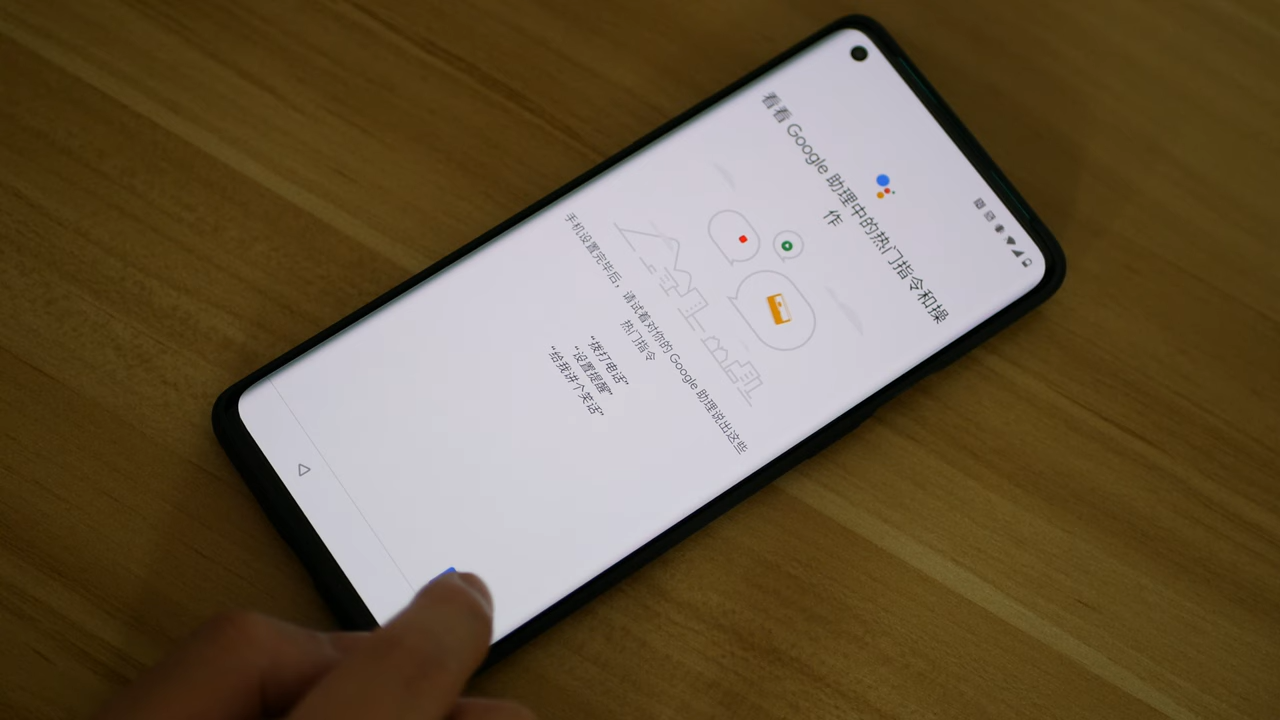 看看 Google 助理中的热门指令和操
作
手机设置完毕后，请试着对你的 Google 助理说出这些
热门指令
“拨打电话”
“设置提醒”
“给我讲个笑话”